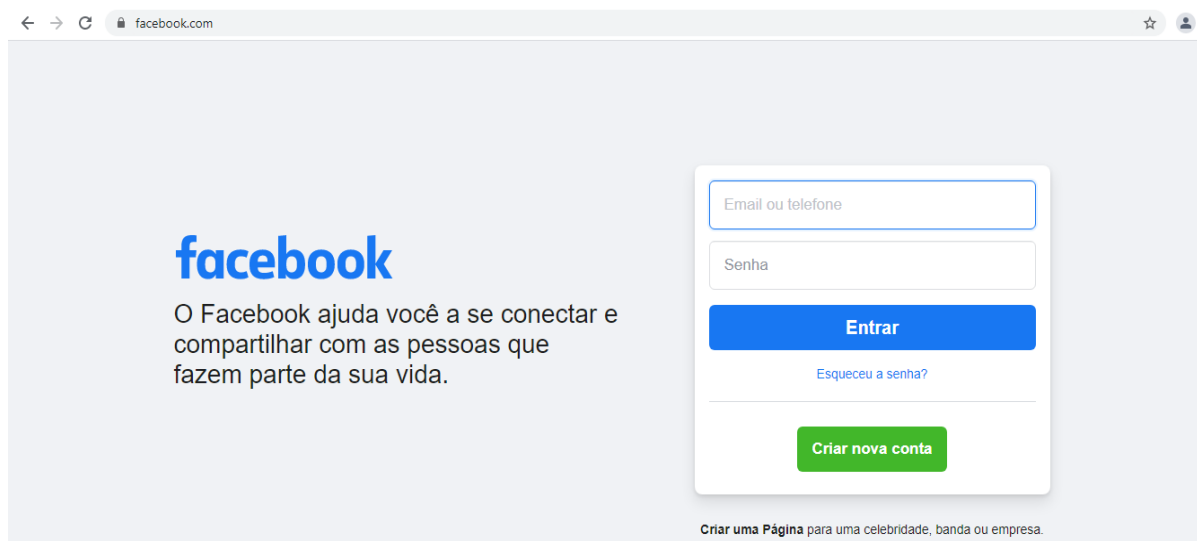 facebook.com
facebook
O Facebook ajuda você a se conectar e
compartilhar com as pessoas que
fazem parte da sua vida.
Email ou telefone
Senha
Entrar
Esqueceu a senha?
Criar nova conta
Criar uma Página para uma celebridade, banda ou empresa.